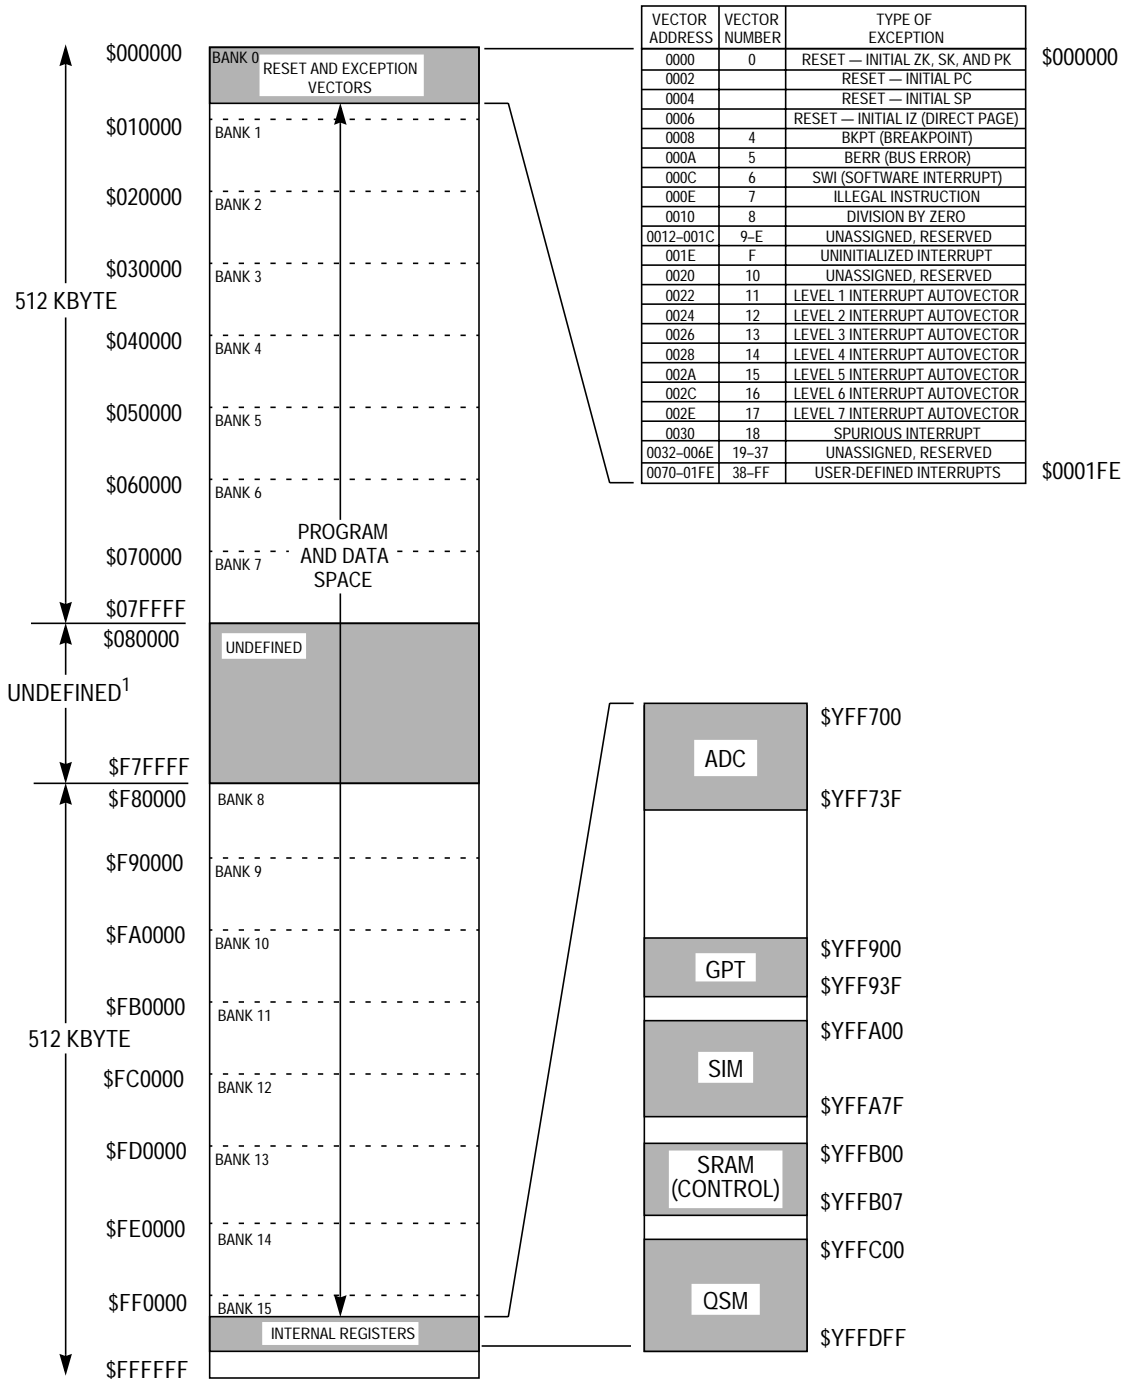 VECTOR ADDRESS VECTOR NUMBER TYPE OF EXCEPTION
0000 0 RESET — INITIAL ZK, SK, AND PK
0002 RESET — INITIAL PC
0004 RESET — INITIAL SP
0006 RESET — INITIAL IZ (DIRECT PAGE)
0008 4 BKPT (BREAKPOINT)
000A 5 BERR (BUS ERROR)
000C 6 SWI (SOFTWARE INTERRUPT)
000E 7 ILLEGAL INSTRUCTION
0010 8 DIVISION BY ZERO
0012–001C 9–E UNASSIGNED, RESERVED
001E F UNINITIALIZED INTERRUPT
0020 10 UNASSIGNED, RESERVED
0022 11 LEVEL 1 INTERRUPT AUTOVECTOR
0024 12 LEVEL 2 INTERRUPT AUTOVECTOR
0026 13 LEVEL 3 INTERRUPT AUTOVECTOR
0028 14 LEVEL 4 INTERRUPT AUTOVECTOR
002A 15 LEVEL 5 INTERRUPT AUTOVECTOR
002C 16 LEVEL 6 INTERRUPT AUTOVECTOR
002E 17 LEVEL 7 INTERRUPT AUTOVECTOR
0030 18 SPURIOUS INTERRUPT
0032–006E 19–37 UNASSIGNED, RESERVED
0070–01FE 38–FF USER-DEFINED INTERRUPTS
$000000
$0001FE
$000000
BANK 0
RESET AND EXCEPTION
VECTORS
$010000
BANK 1
$020000
BANK 2
$030000
BANK 3
512 KBYTE
$040000
BANK 4
$050000
BANK 5
$060000
BANK 6
PROGRAM
AND DATA
SPACE
$070000
BANK 7
$07FFFF
$080000
UNDEFINED
UNDEFINED1
$F7FFFF
$F80000
BANK 8
$F90000
BANK 9
$FA0000
BANK 10
$FB0000
BANK 11
512 KBYTE
$FC0000
BANK 12
$FD0000
BANK 13
$FE0000
BANK 14
$FF0000
BANK 15
INTERNAL REGISTERS
$FFFFFF
$YFF700
ADC
$YFF73F
$YFF900
GPT
$YFF93F
$YFFA00
SIM
$YFFA7F
$YFFB00
SRAM
(CONTROL)
$YFFB07
$YFFC00
QSM
$YFFDFF